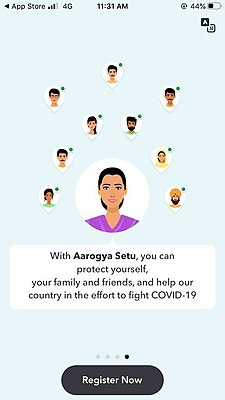 App Store 4G 11:31 AM 44%
With Aarogya Setu, you can
protect yourself,
your family and friends, and help our
country in the effort to fight COVID-19
Register Now